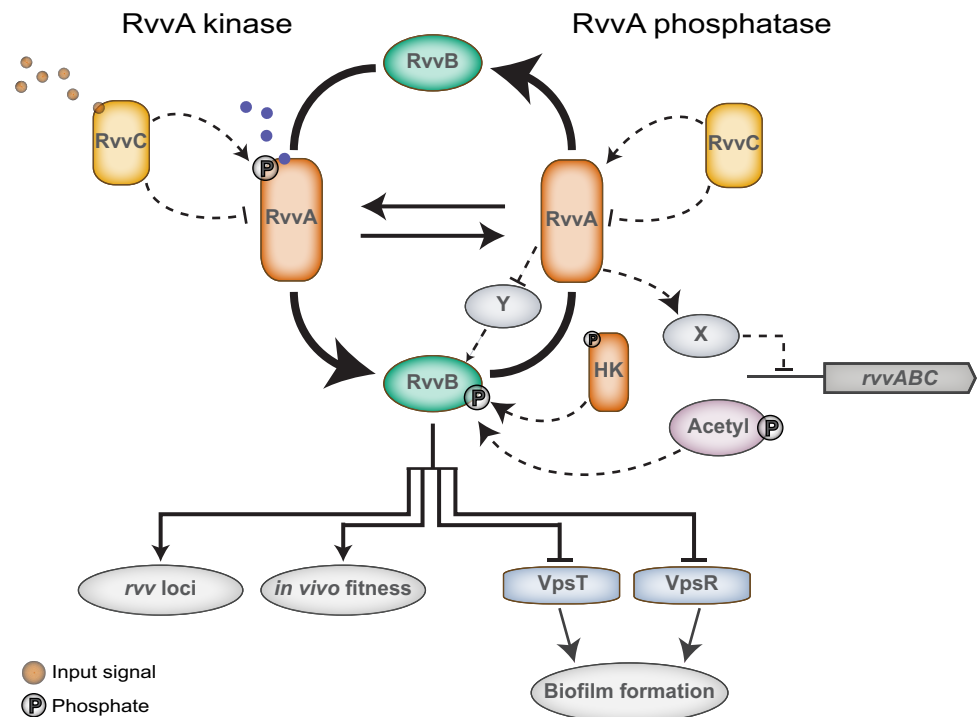 RvvA kinase
RvvA phosphatase
RvvB
RvvC
RvvC
P
RvvA
RvvA
Y
X
RvvB
P
P
HK
rvvABC
Acetyl
P
rvv loci
in vivo fitness
VpsT
VpsR
Input signal
Biofilm formation
P Phosphate